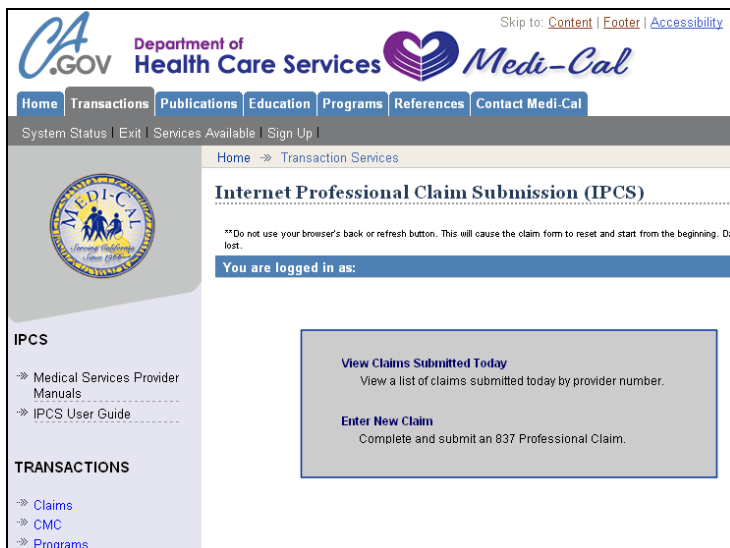 Skip to: Content | Footer | Accessibility
CA.GOV
Department of
Health Care Services
Medi-Cal
Home Transactions Publications Education Programs References Contact Medi-Cal
System Status | Exit | Services Available | Sign Up |
Home ->> Transaction Services
MEDI-CAL
Serving California
Since 1966
Internet Professional Claim Submission (IPCS)
**Do not use your browser's back or refresh button. This will cause the claim form to reset and start from the beginning.
lost.
You are logged in as:
IPCS
Medical Services Provider
Manuals
IPCS User Guide
TRANSACTIONS
Claims
CMC
Programs
View Claims Submitted Today
View a list of claims submitted today by provider number.
Enter New Claim
Complete and submit an 837 Professional Claim.